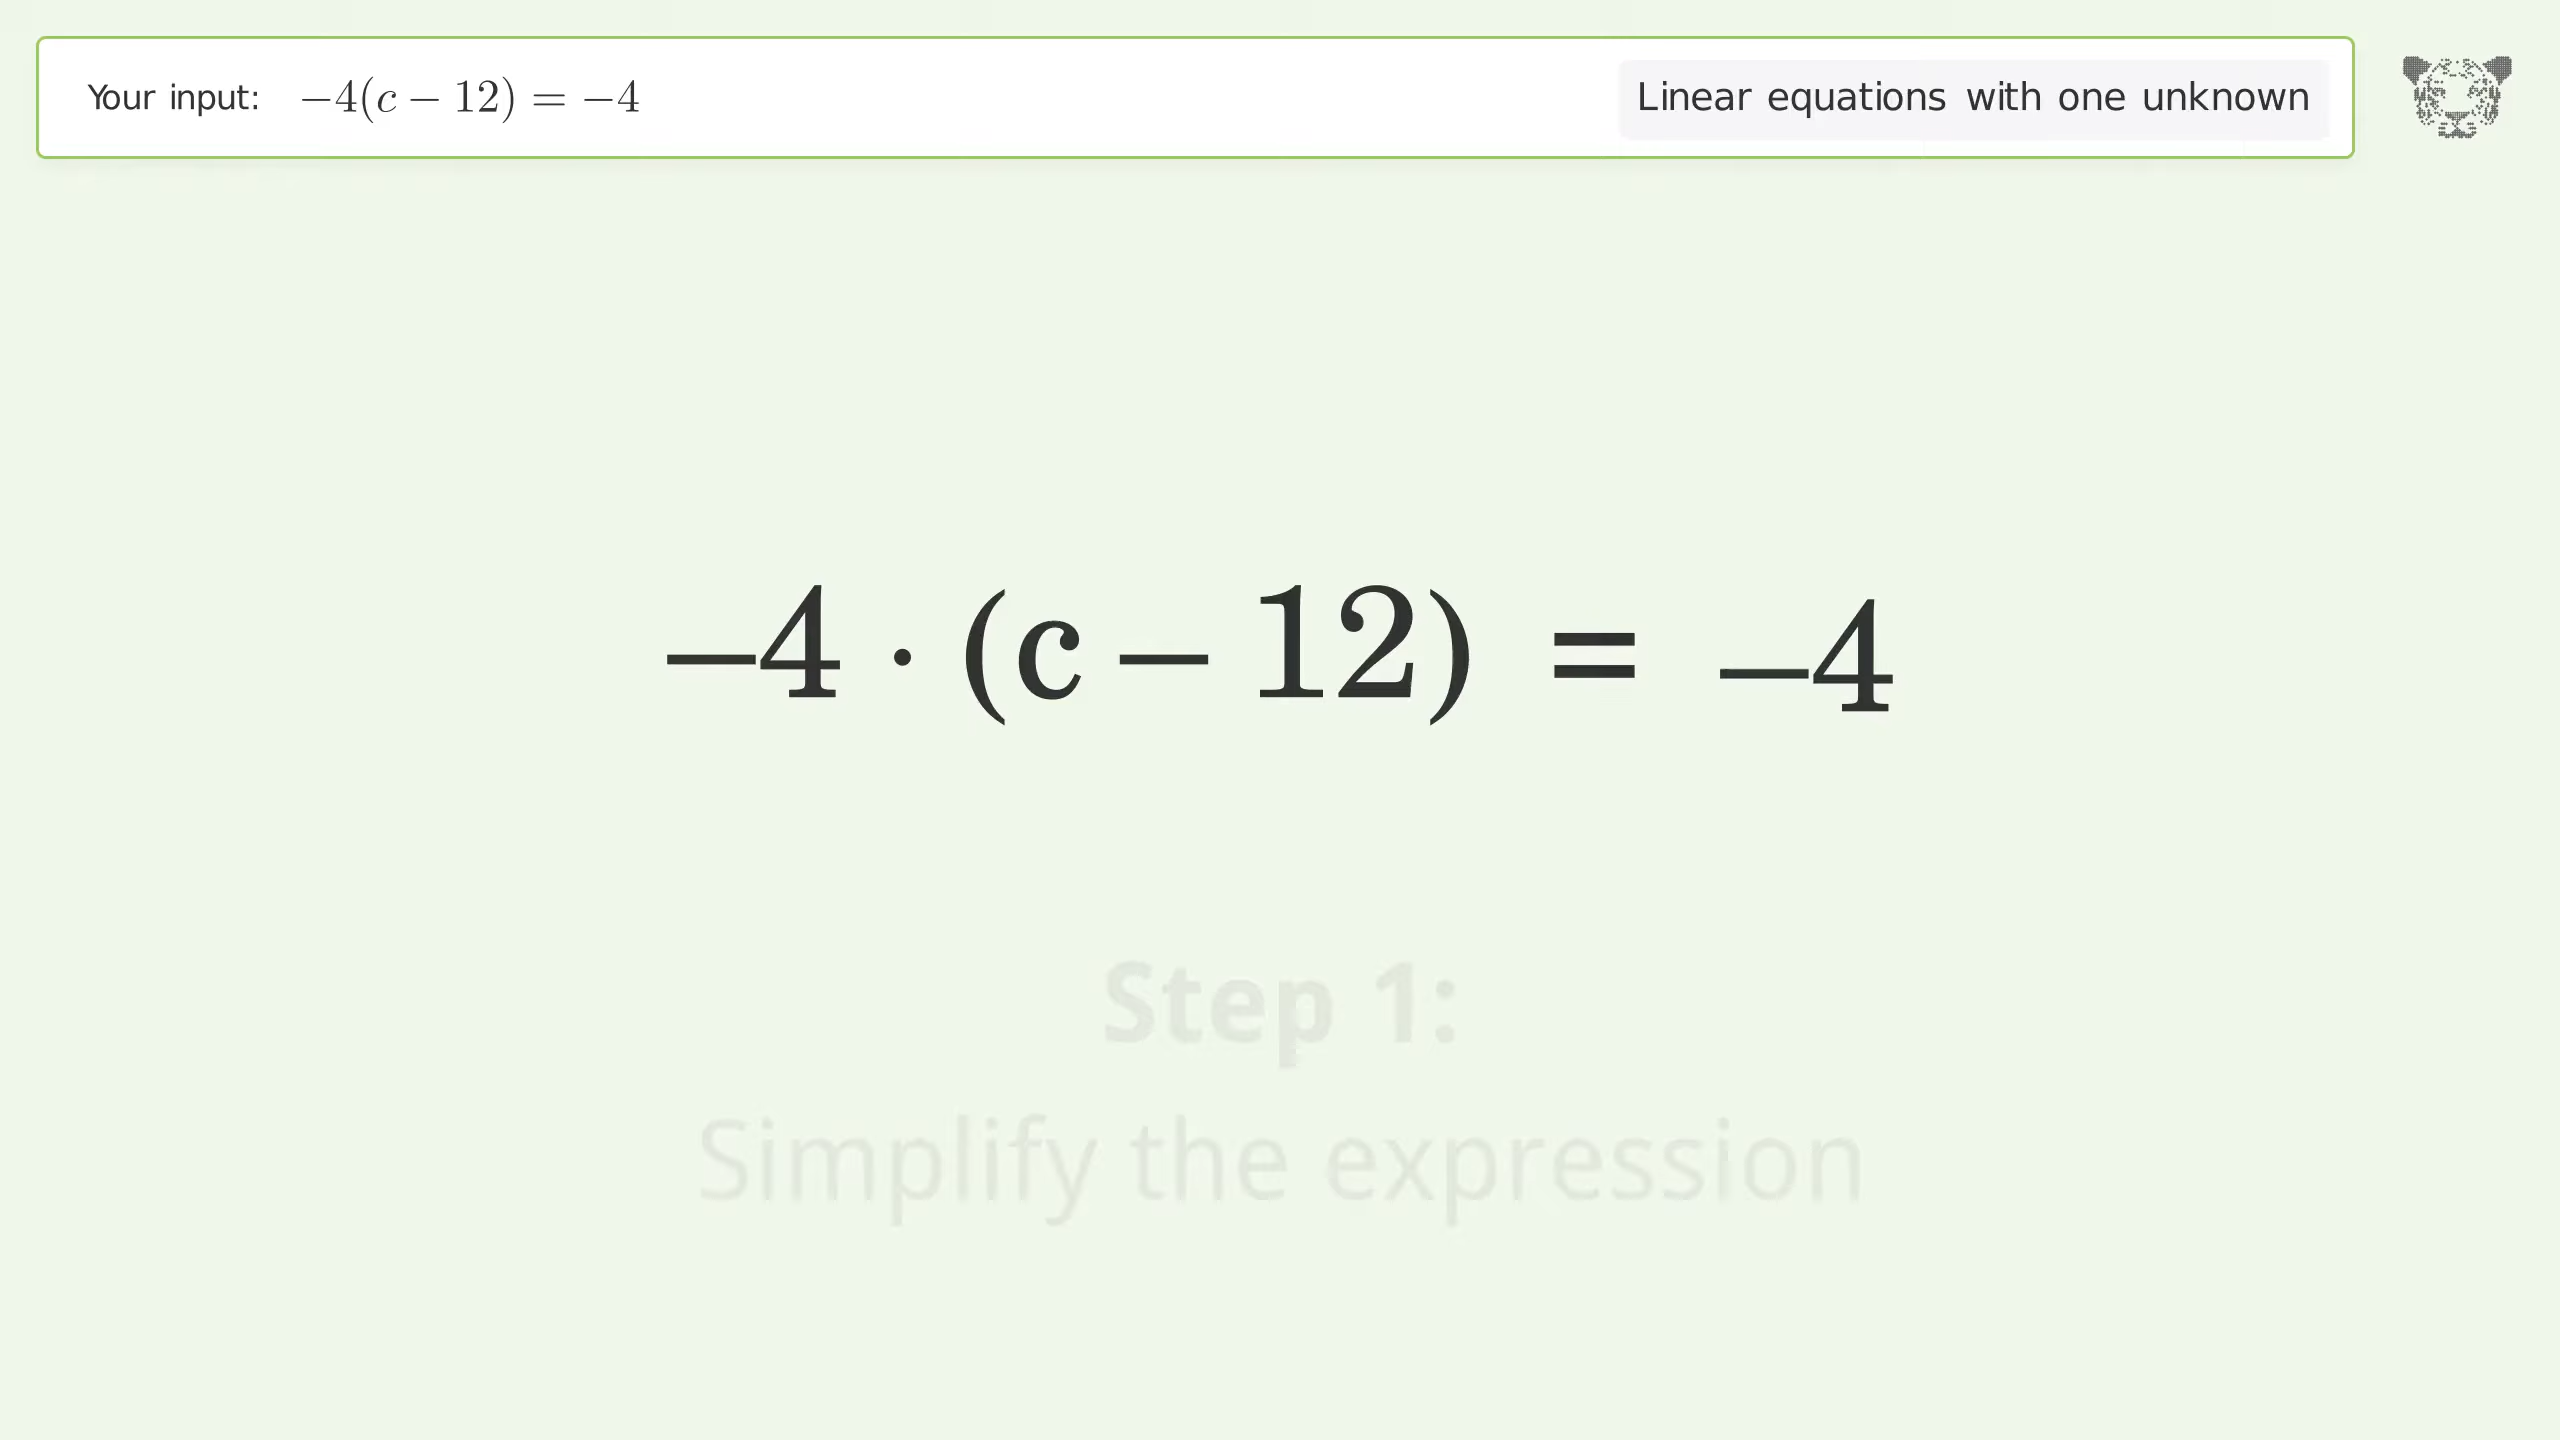 Your input: −4(c − 12) = −4
Linear equations with one unknown
−4 · (c − 12) = −4
Step 1:
Simplify the expression